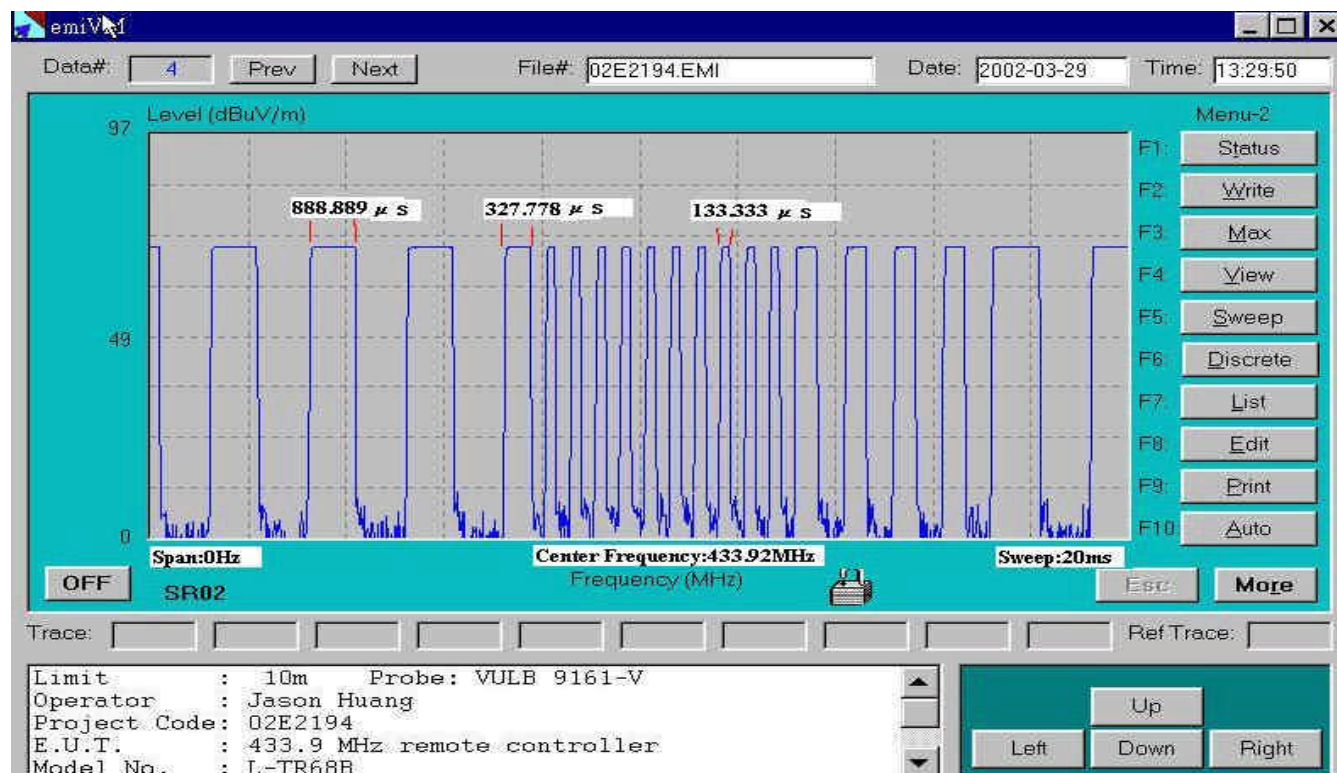 emiV
Data#: 4 Prev Next File#: 02E2194.EMI Date: 2002-03-29 Time: 13:29:50
Level (dBuV/m) Menu-2
97
F1: Status
F2: Write
888.889 μ s 327.778 μ s 133.333 μ s
F3: Max
F4: View
F5: Sweep
49
F6: Discrete
F7: List
F8: Edit
F9: Print
0
F10 Auto
Span:0Hz Center Frequency:433.92MHz Sweep:20ms
OFF SR02 Frequency (MHz) Esc More
Trace: Ref Trace:
Limit : 10m Probe: VULB 9161-V
Operator : Jason Huang
Project Code: 02E2194
E.U.T. : 433.9 MHz remote controller
Model No. : L-TR68B
Up
Left Down Right